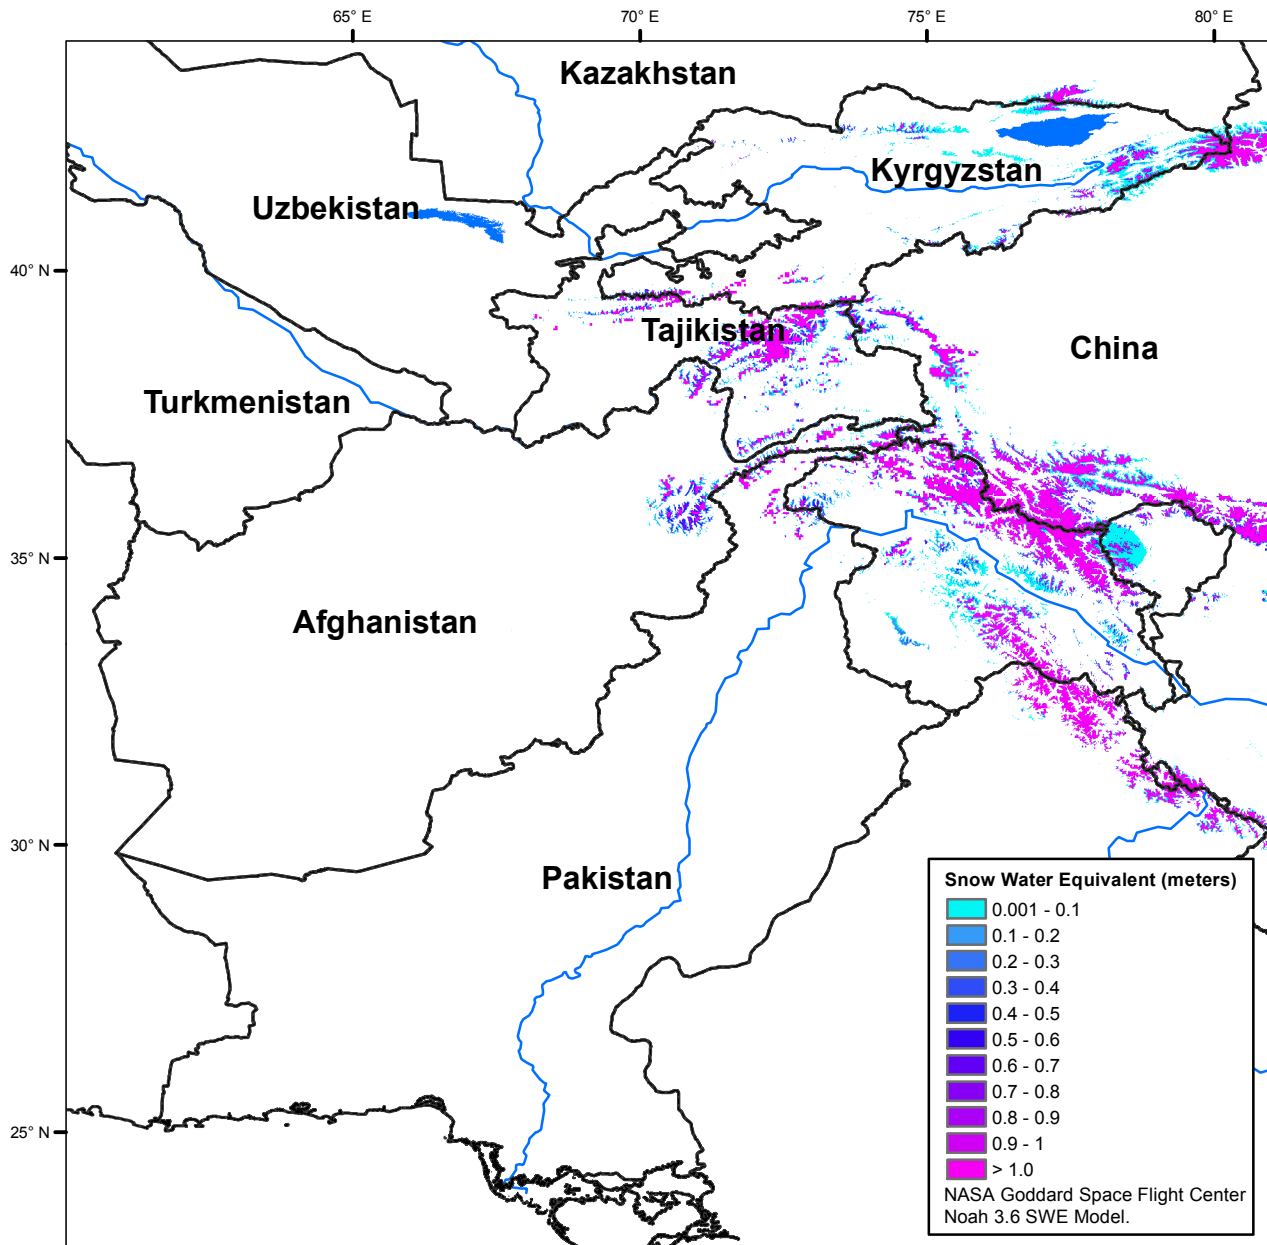 65° E
70° E
75° E
80° E
Kazakhstan
Kyrgyzstan
Uzbekistan
40° N
Tajikistan
China
Turkmenistan
35° N
Afghanistan
30° N
Pakistan
25° N
Snow Water Equivalent (meters)
0.001 - 0.1
0.1 - 0.2
0.2 - 0.3
0.3 - 0.4
0.4 - 0.5
0.5 - 0.6
0.6 - 0.7
0.7 - 0.8
0.8 - 0.9
0.9 - 1
> 1.0
NASA Goddard Space Flight Center
Noah 3.6 SWE Model.